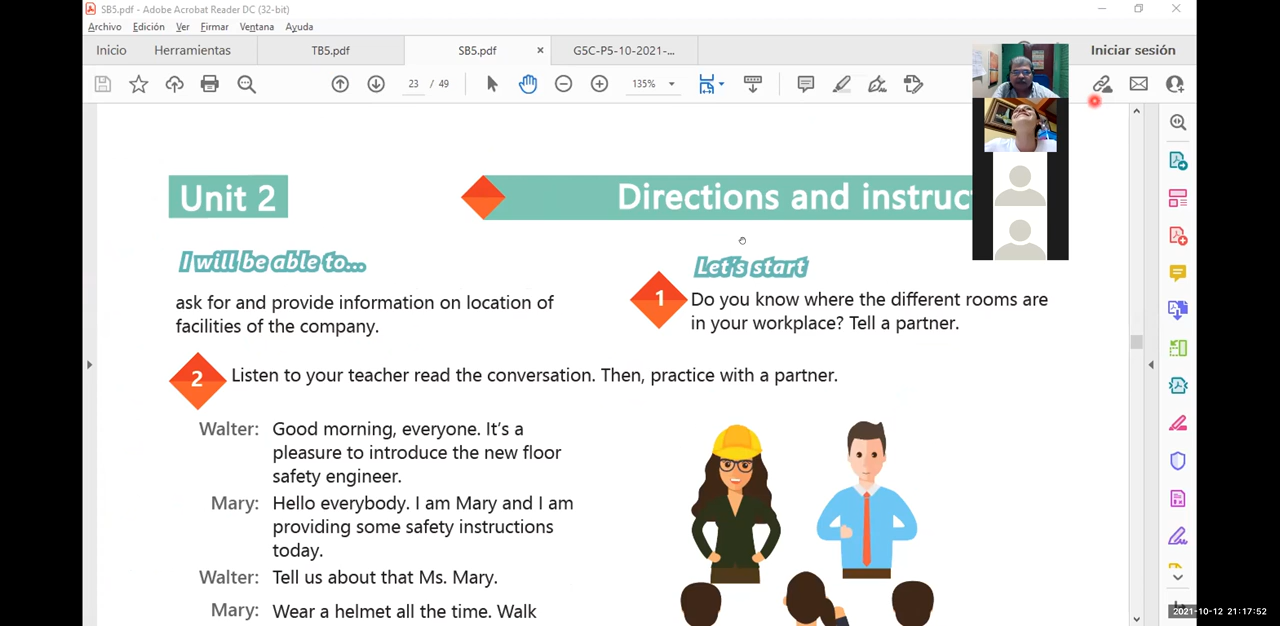 SB5.pdf - Adobe Acrobat Reader DC (32-bit)
Archivo Edición Ver Firmar Ventana Ayuda
Inicio Herramientas TB5.pdf SB5.pdf × G5C-P5-10-2021-... Iniciar sesión
23 / 49 135%
Unit 2 Directions and instruc
I will be able to...
ask for and provide information on location of
facilities of the company.
Let's start
1 Do you know where the different rooms are
in your workplace? Tell a partner.
2 Listen to your teacher read the conversation. Then, practice with a partner.
Walter: Good morning, everyone. It's a
pleasure to introduce the new floor
safety engineer.
Mary: Hello everybody. I am Mary and I am
providing some safety instructions
today.
Walter: Tell us about that Ms. Mary.
Mary: Wear a helmet all the time. Walk
2021-10-12 21:17:52